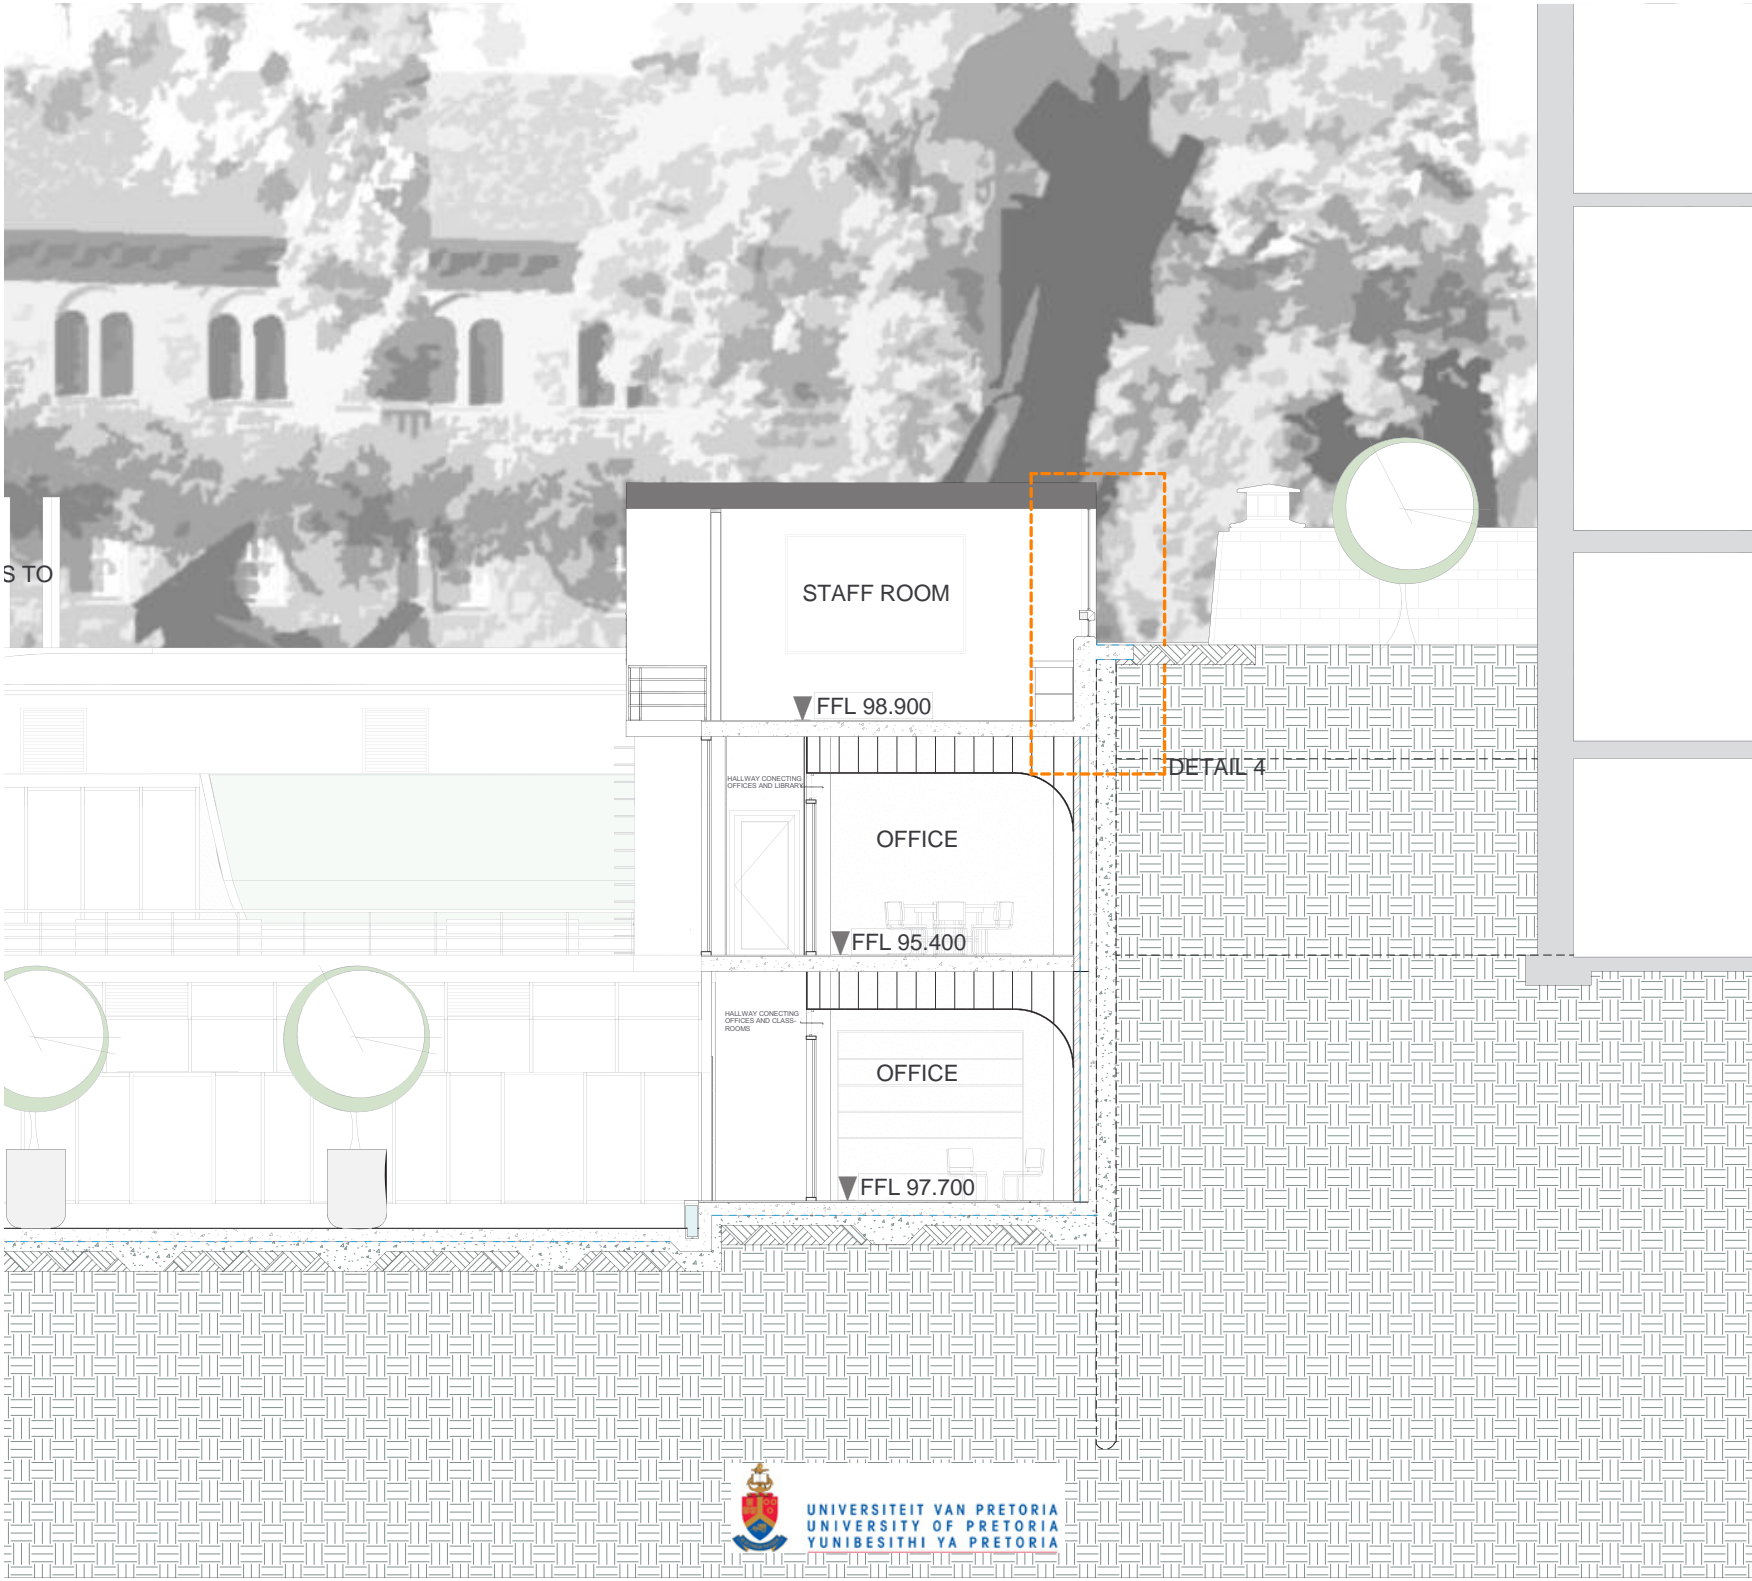 S TO
STAFF ROOM
FFL 98.900
DETAIL 4
HALLWAY CONECTING
OFFICES AND LIBRARY
OFFICE
FFL 95.400
HALLWAY CONECTING
OFFICES AND CLASS-
ROOMS
OFFICE
FFL 97.700
UNIVERSITEIT VAN PRETORIA
UNIVERSITY OF PRETORIA
YUNIBESITHI YA PRETORIA